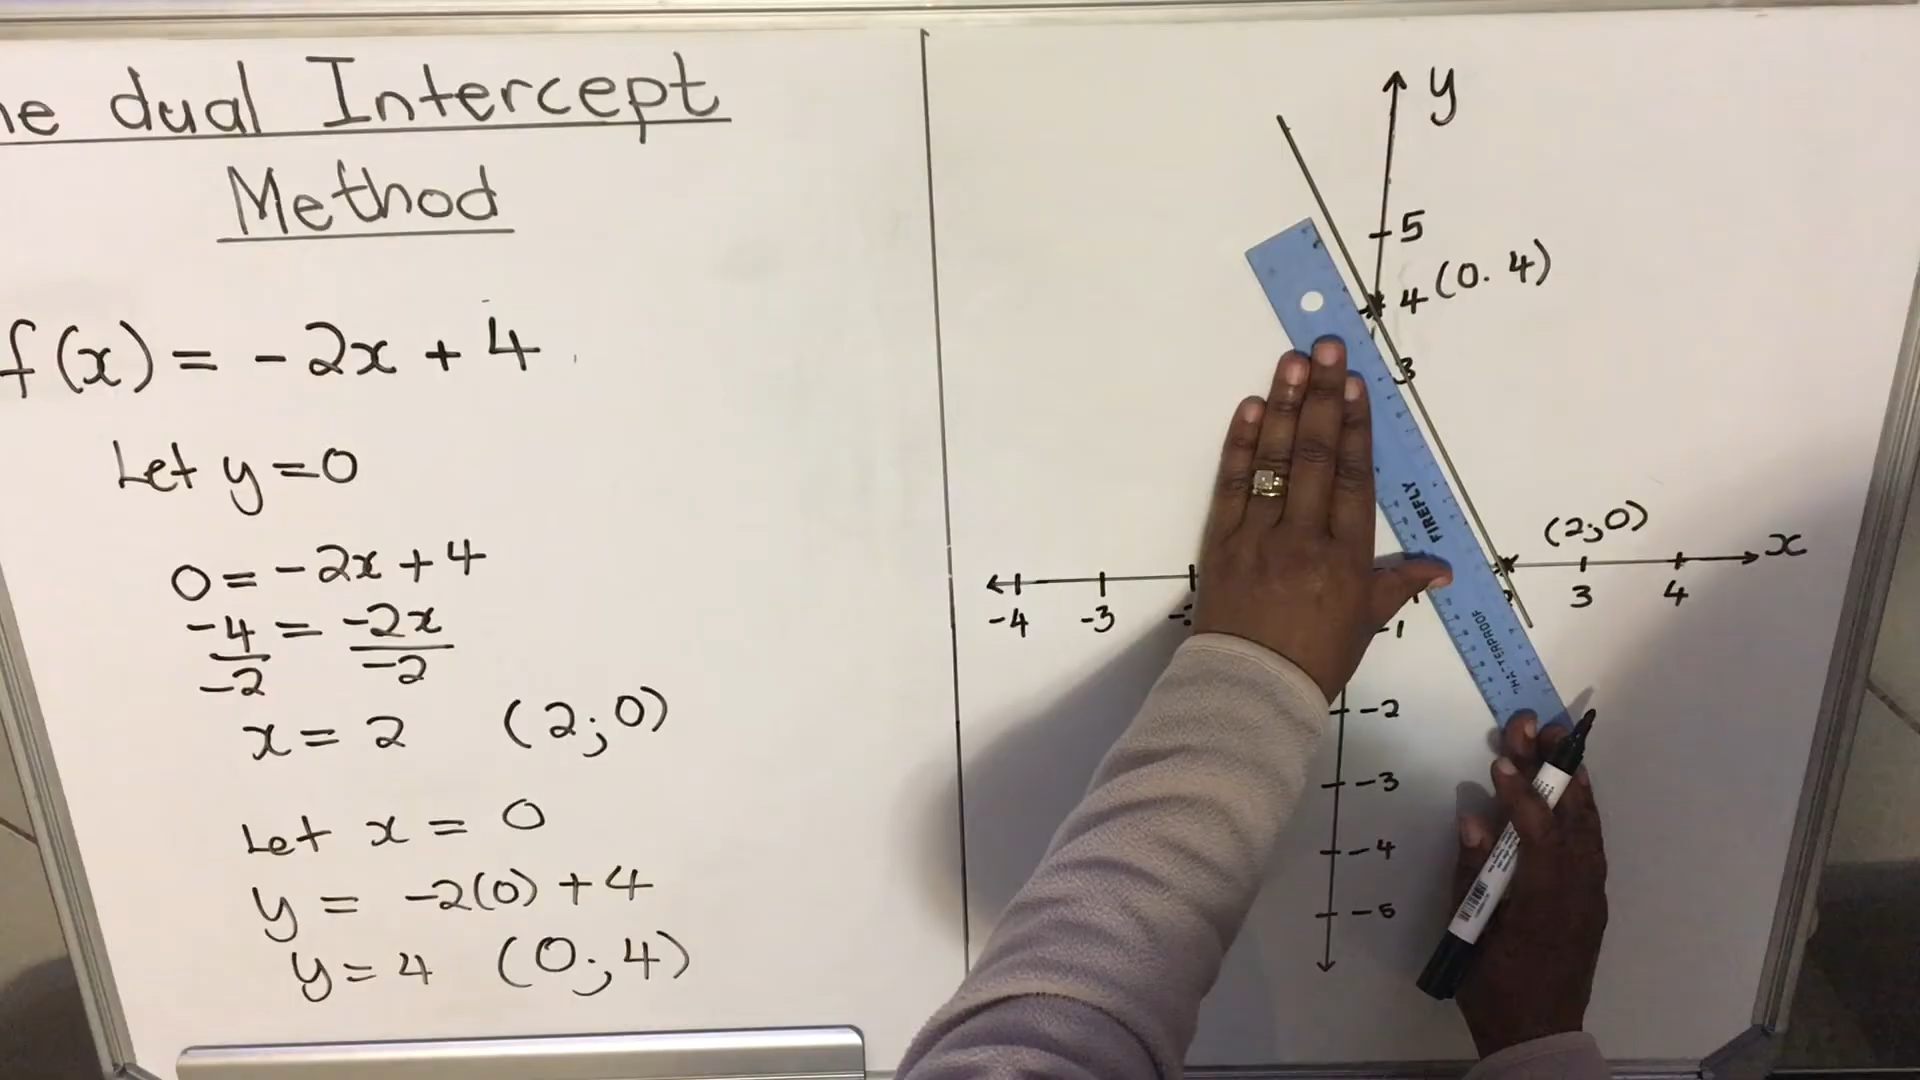 he dual Intercept
Method
f(x) = -2x + 4
Let y = 0
0 = -2x + 4
-4/-2 = -2x/-2
x = 2 (2;0)
Let x = 0
y = -2(0) + 4
y = 4 (0;4)
y
5
4 (0.4)
3
(2;0)
x
-4 -3 3 4
-1
-2
-3
-4
-5
FIREFLY